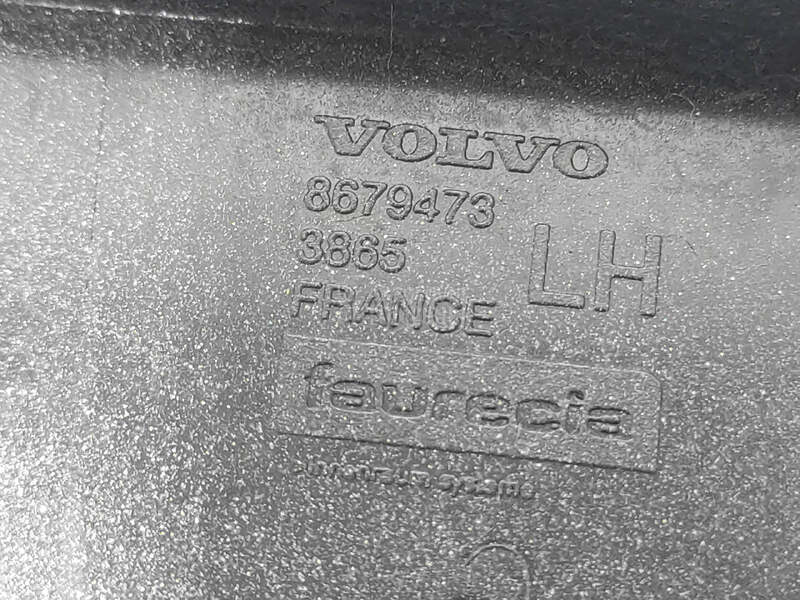 VOLVO
8679473
3865
LH
FRANCE
faurecia